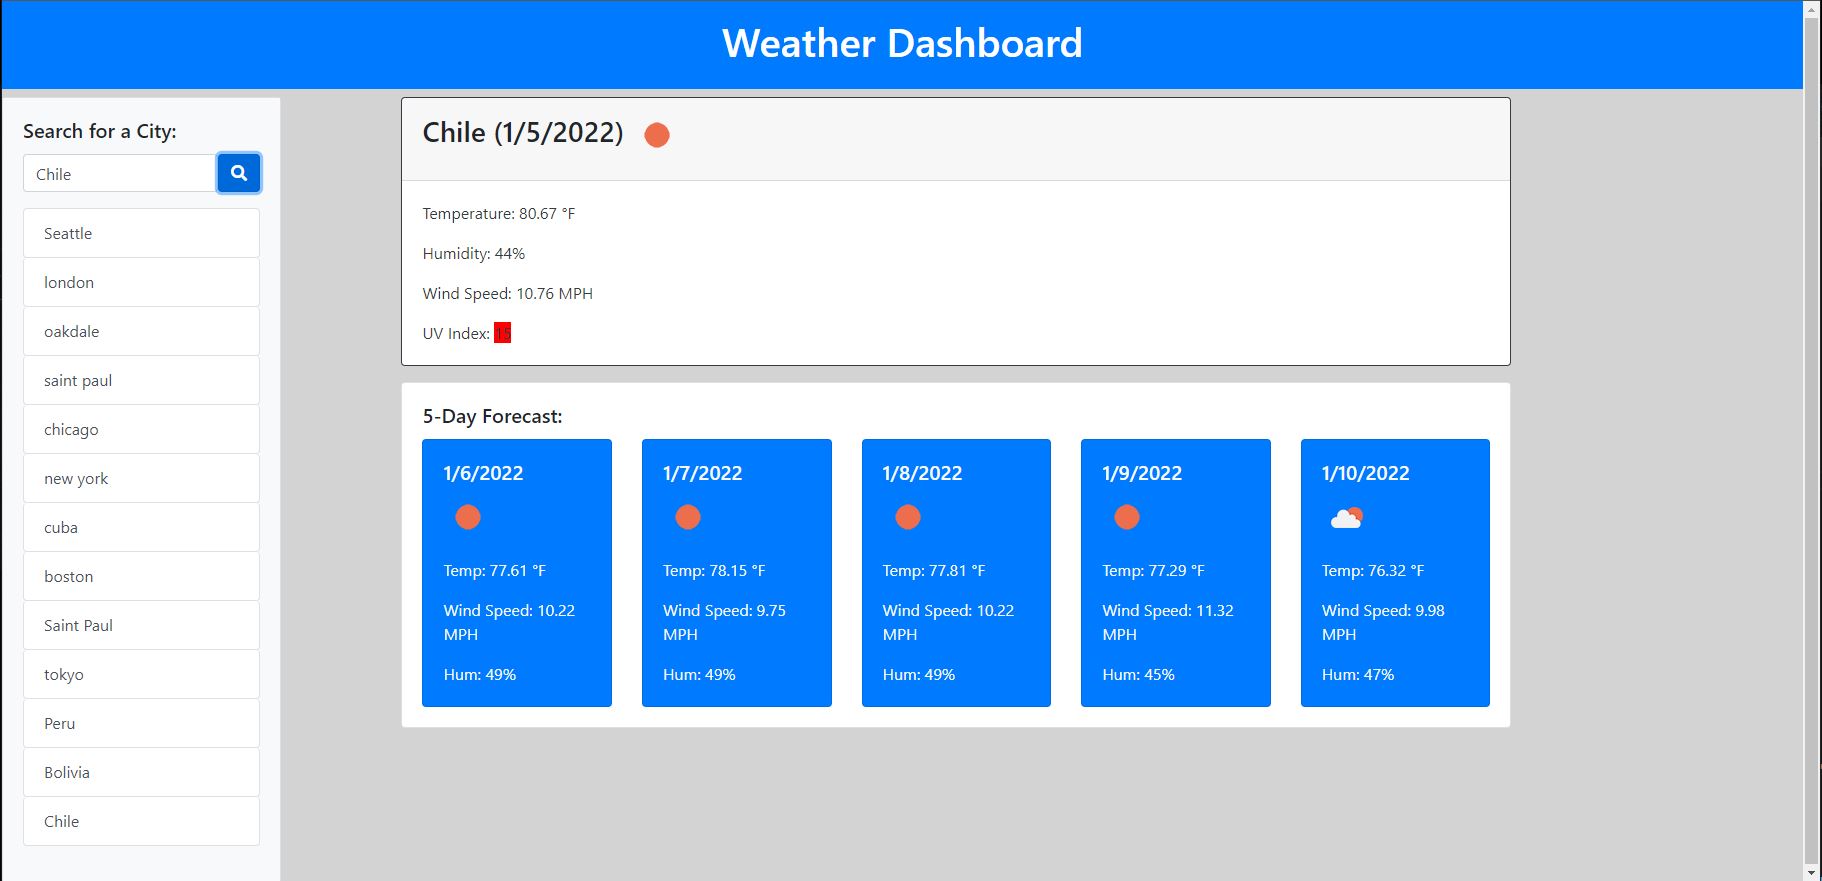 Weather Dashboard
Search for a City:
Chile
Seattle
london
oakdale
saint paul
chicago
new york
cuba
boston
Saint Paul
tokyo
Peru
Bolivia
Chile
Chile (1/5/2022)
Temperature: 80.67 °F
Humidity: 44%
Wind Speed: 10.76 MPH
UV Index: 15
5-Day Forecast:
1/6/2022
Temp: 77.61 °F
Wind Speed: 10.22
MPH
Hum: 49%
1/7/2022
Temp: 78.15 °F
Wind Speed: 9.75
MPH
Hum: 49%
1/8/2022
Temp: 77.81 °F
Wind Speed: 10.22
MPH
Hum: 49%
1/9/2022
Temp: 77.29 °F
Wind Speed: 11.32
MPH
Hum: 45%
1/10/2022
Temp: 76.32 °F
Wind Speed: 9.98
MPH
Hum: 47%